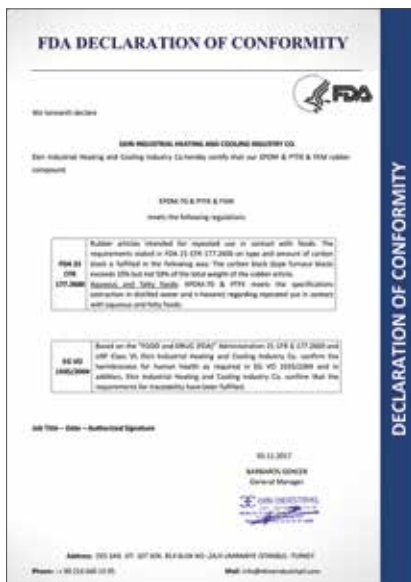 FDA DECLARATION OF CONFORMITY
FDA
We herewith declare
EKIN INDUSTRIAL HEATING AND COOLING INDUSTRY CO.
Ekin Industrial Heating and Cooling Industry Co.hereby certify that our EPDM & PTFE & FKM rubber
compound
EPDM-70 & PTFE & FKM
meets the following regulations:
FDA 21
CFR
177.2600
Rubber articles intended for repeated use in contact with foods. The
requirements stated in FDA 21 CFR 177.2600 on type and amount of carbon
black is fulfilled in the following way: The carbon black (type furnace black)
exceeds 10% but not 50% of the total weight of the rubber article.
Aqueous and fatty foods: EPDM-70 & PTFE meets the specifications
extraction in distilled water and n-hexane) regarding repeated use in contact
with aqueous and fatty foods.
EG VO
1935/2004
Based on the "FOOD and DRUG (FDA)" Administration 21 CFR & 177.2600 and
USP Class VI, Ekin Industrial Heating and Cooling Industry Co. confirm the
harmlessness for human health as required in EG VO 1935/2004 and in
addition, Ekin Industrial Heating and Cooling Industry Co. confirm that the
requirements for traceability have been fulfilled.
Job Title – Date – Authorized Signature
2017
General Manager
EKIN INDUSTRIAL
Address:
Phone:
Mail: info@ekinendustriyel.com
DECLARATION OF CONFORMITY